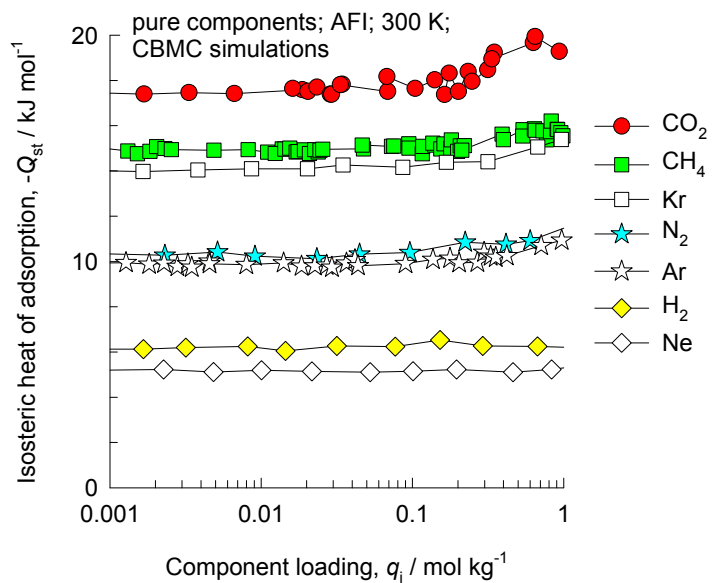 pure components; AFI; 300 K;
CBMC simulations
Isosteric heat of adsorption, -Qst / kJ mol-1
20
10
0
0.001
0.01
0.1
1
Component loading, qi / mol kg-1
CO2
CH4
Kr
N2
Ar
H2
Ne